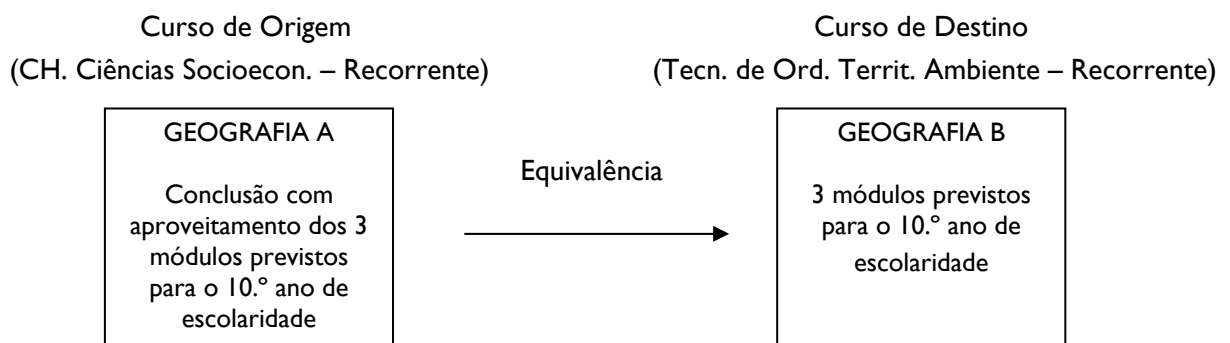 Curso de Origem
(CH. Ciências Socioecon. – Recorrente)
GEOGRAFIA A
Conclusão com
aproveitamento dos 3
módulos previstos
para o 10.º ano de
escolaridade
Equivalência
Curso de Destino
(Tecn. de Ord. Territ. Ambiente – Recorrente)
GEOGRAFIA B
3 módulos previstos
para o 10.º ano de
escolaridade